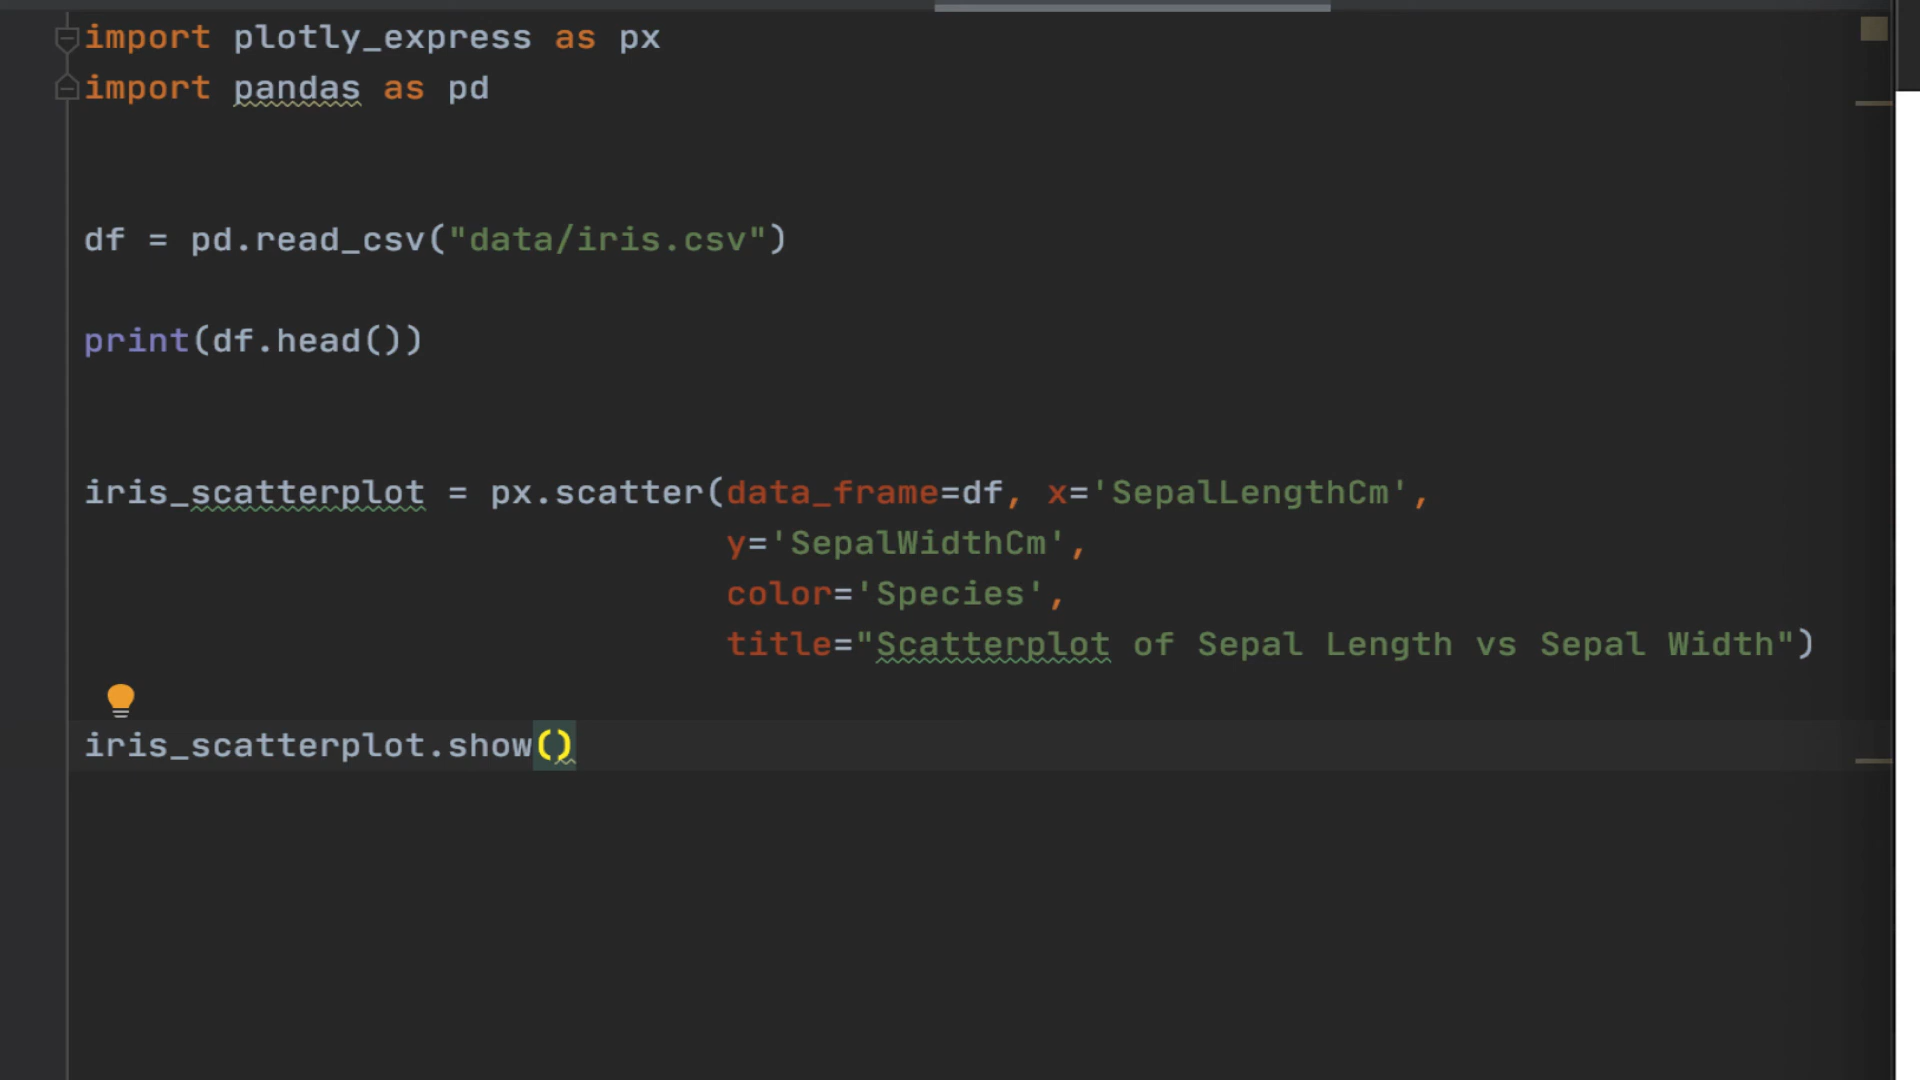 import plotly_express as px
import pandas as pd
df = pd.read_csv("data/iris.csv")
print(df.head())
iris_scatterplot = px.scatter(data_frame=df, x='SepalLengthCm',
y='SepalWidthCm',
color='Species',
title="Scatterplot of Sepal Length vs Sepal Width")
iris_scatterplot.show()